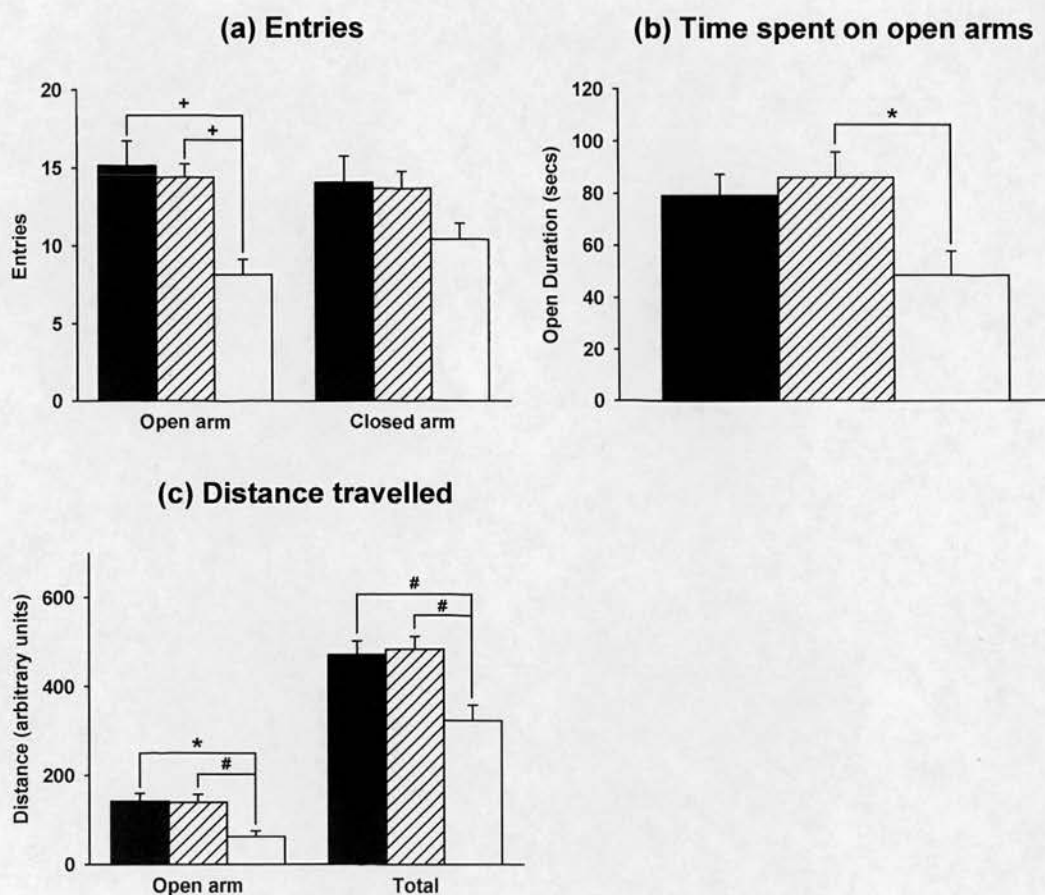 (a) Entries
20
15
10
5
0
Entries
+
+
Open arm
Closed arm
(b) Time spent on open arms
120
100
80
60
40
20
0
Open Duration (secs)
*
(c) Distance travelled
600
400
200
0
Distance (arbitrary units)
*
#
#
#
Open arm
Total